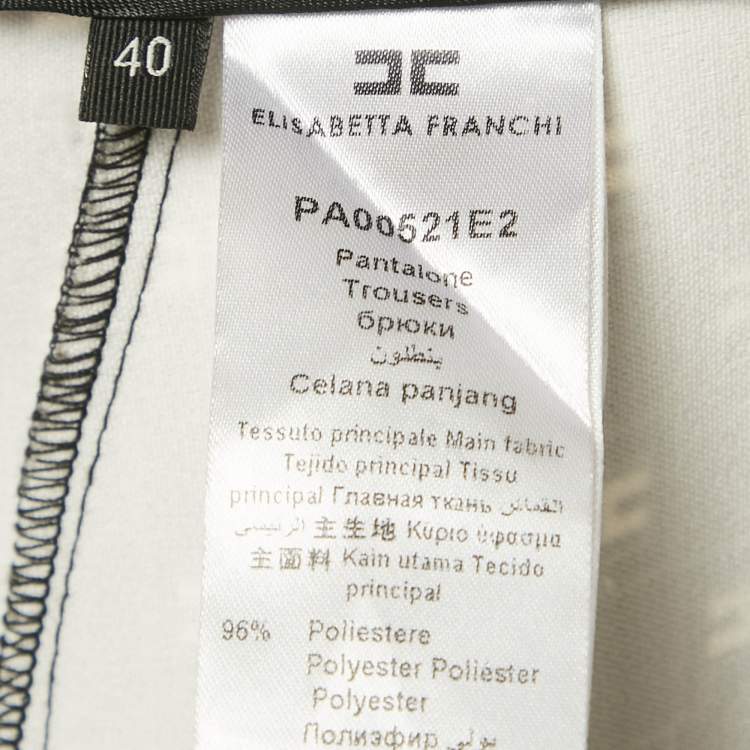 40
ELISABETTA FRANCHI
PA00521E2
Pantalone
Trousers
брюки
بنطلون
Celana panjang
Tessuto principale Main fabric
Tejido principal Tissu
principal Главная ткань القماش
الرئيسي 主生地 Κύριο ύφασμα
主面料 Kain utama Tecido
principal
96% Poliestere
Polyester Poliéster
Polyester
Полиэфир بولي